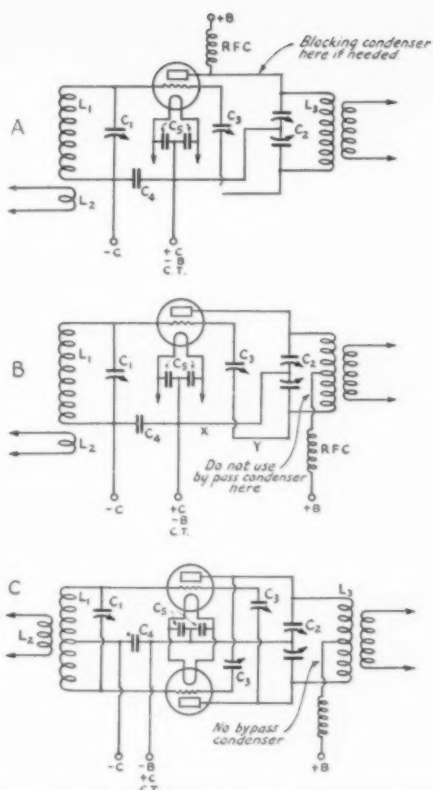 +B
RFC
Blocking condenser
here if needed
A
L1
C1
C5
C3
L3
C2
C4
L2
-C
+C
-B
C.T.
B
L1
C1
C5
C3
C2
C4
X
Y
L2
Do not use
by pass condenser
here
RFC
-C
+C
-B
C.T.
+B
C
L1
C1
C3
L3
L2
C4
C5
C2
C3
No bypass
condenser
-C
-B
+C
C.T.
+B